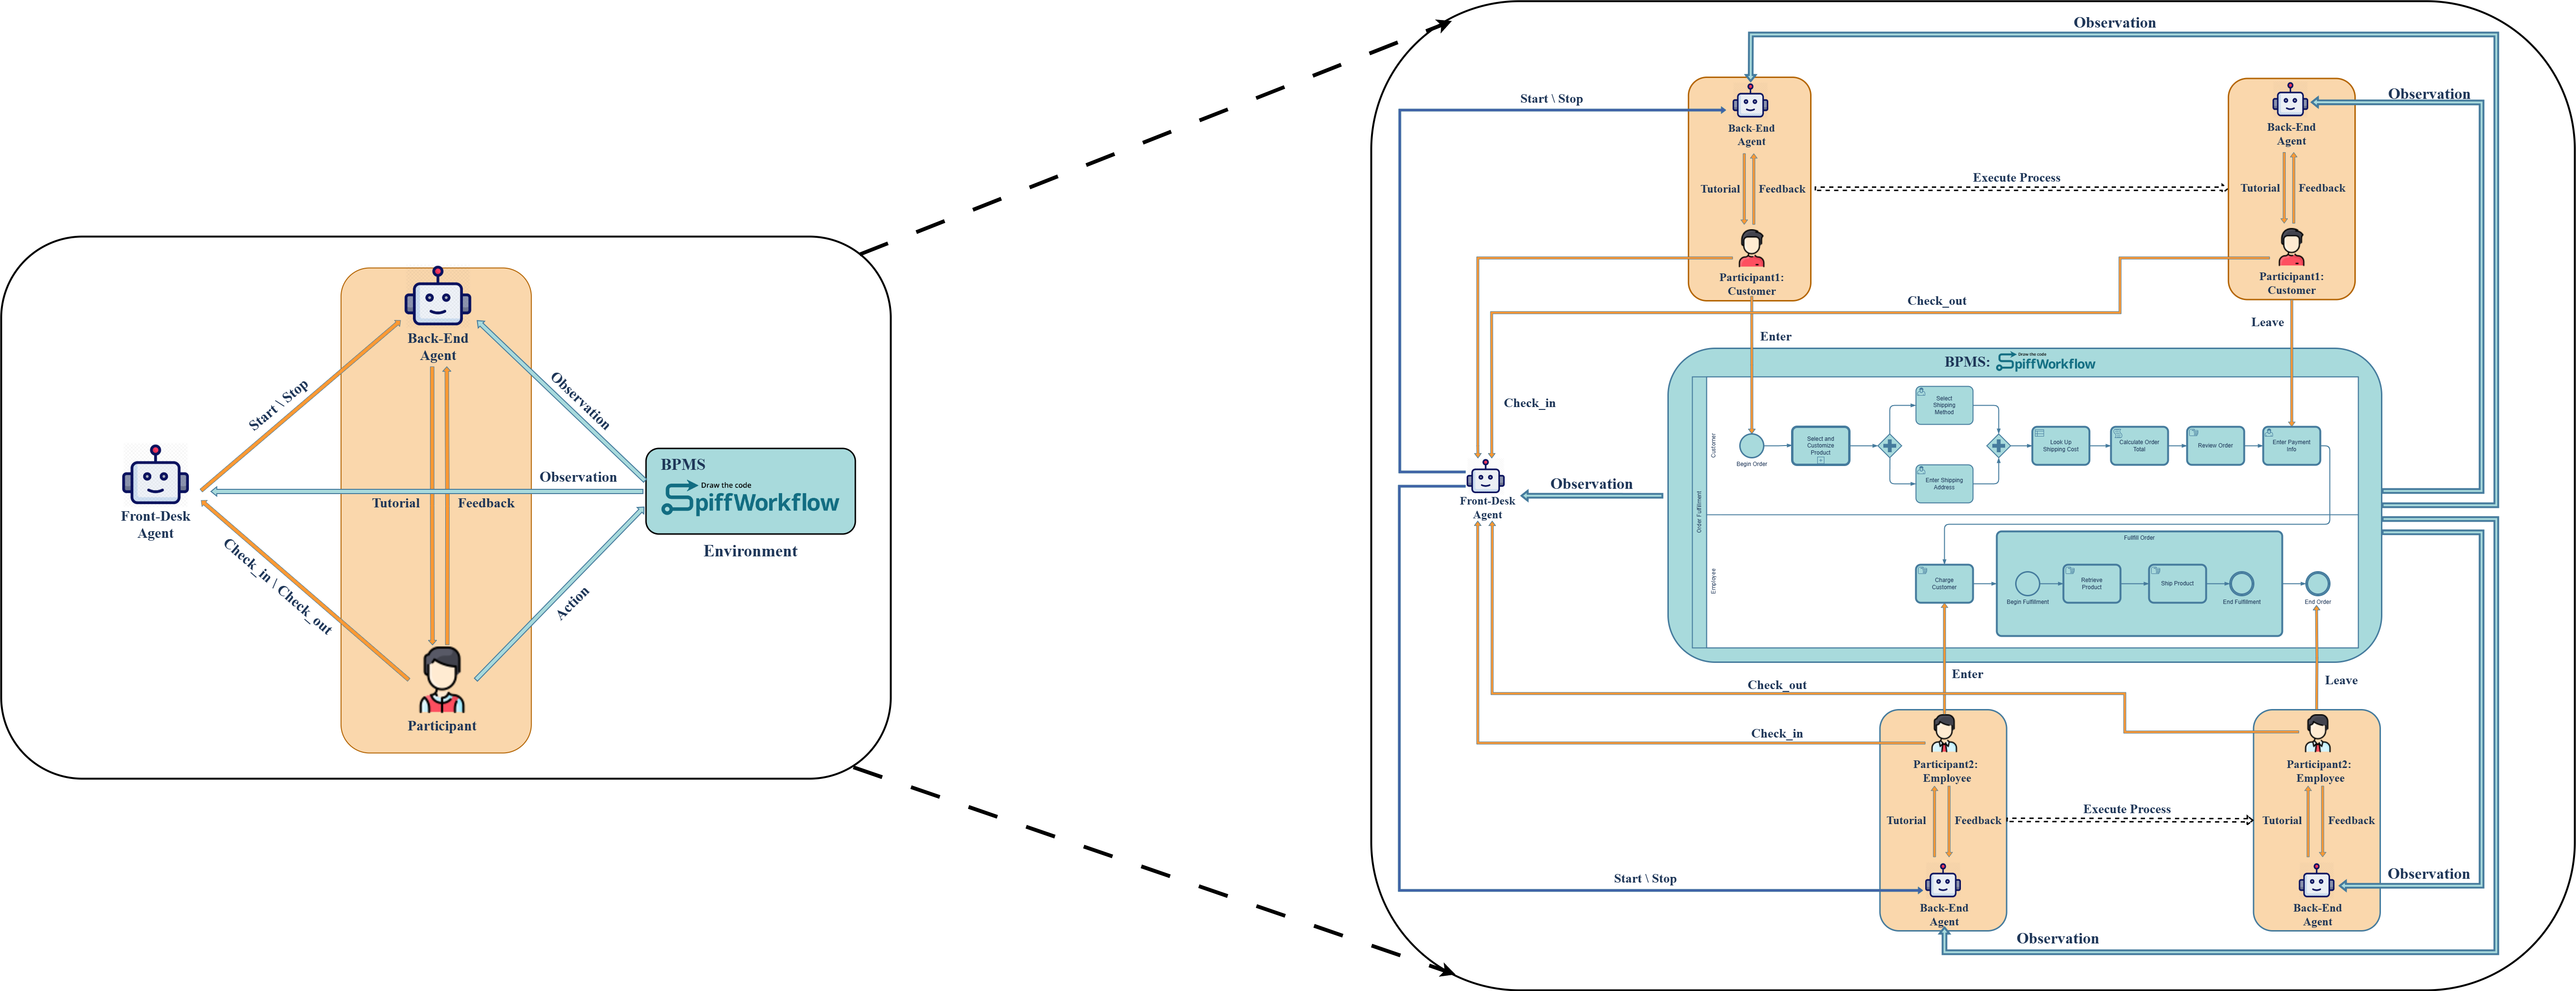 Back-End
Agent
Start \ Stop
Observation
Front-Desk
Agent
Tutorial
Feedback
Observation
BPMS
Draw the code
SpiffWorkflow
Environment
Check_in \ Check_out
Action
Participant
Observation
Start \ Stop
Back-End
Agent
Tutorial
Feedback
Participant1:
Customer
Execute Process
Observation
Back-End
Agent
Tutorial
Feedback
Participant1:
Customer
Check_out
Enter
Leave
Check_in
Front-Desk
Agent
Observation
BPMS:
Draw the code
SpiffWorkflow
Order Fulfillment
Customer
Begin Order
Select and
Customize
Product
Select
Shipping
Method
Enter Shipping
Address
Look Up
Shipping Cost
Calculate Order
Total
Review Order
Enter Payment
Info
Employee
Charge
Customer
Fulfill Order
Begin Fulfillment
Retrieve
Product
Ship Product
End Fulfillment
End Order
Enter
Leave
Check_out
Check_in
Participant2:
Employee
Tutorial
Feedback
Back-End
Agent
Execute Process
Participant2:
Employee
Tutorial
Feedback
Back-End
Agent
Observation
Start \ Stop
Observation